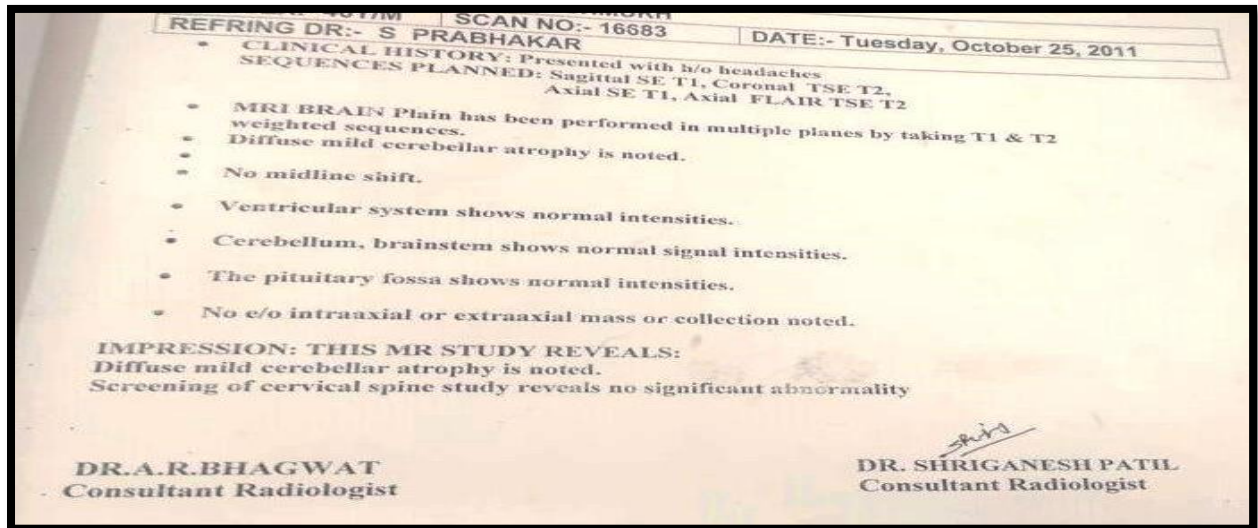 SCAN NO:- 16683
REFRING DR:- S PRABHAKAR
DATE:- Tuesday, October 25, 2011
• CLINICAL HISTORY: Presented with h/o headaches
SEQUENCES PLANNED: Sagittal SE T1, Coronal TSE T2,
Axial SE T1, Axial FLAIR TSE T2
• MRI BRAIN Plain has been performed in multiple planes by taking T1 & T2
weighted sequences.
• Diffuse mild cerebellar atrophy is noted.
•
• No midline shift.
• Ventricular system shows normal intensities.
• Cerebellum, brainstem shows normal signal intensities.
• The pituitary fossa shows normal intensities.
• No e/o intraaxial or extraaxial mass or collection noted.
IMPRESSION: THIS MR STUDY REVEALS:
Diffuse mild cerebellar atrophy is noted.
Screening of cervical spine study reveals no significant abnormality
DR.A.R.BHAGWAT
Consultant Radiologist
DR. SHRIGANESH PATIL
Consultant Radiologist